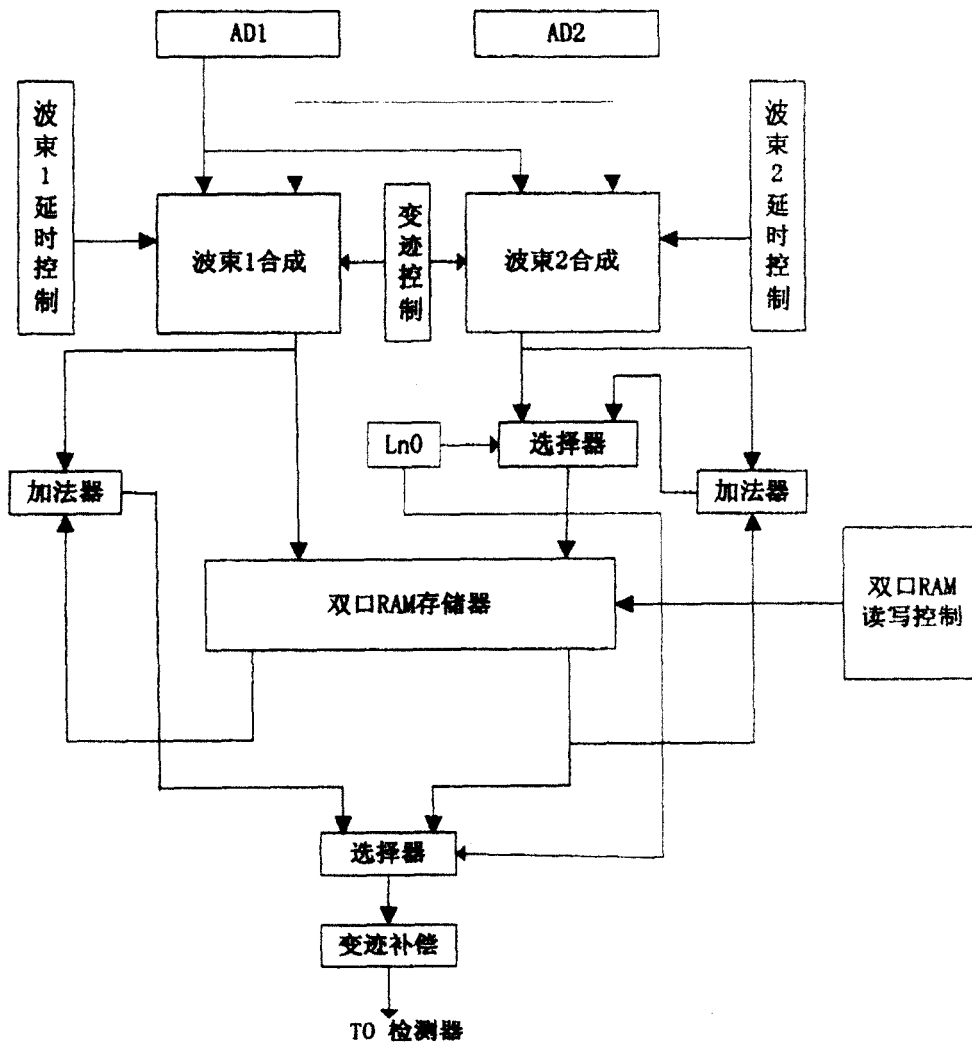 AD1
AD2
波束1延时控制
波束2延时控制
波束1合成
变迹控制
波束2合成
Ln0
选择器
加法器
加法器
双口RAM存储器
双口RAM
读写控制
选择器
变迹补偿
TO 检测器